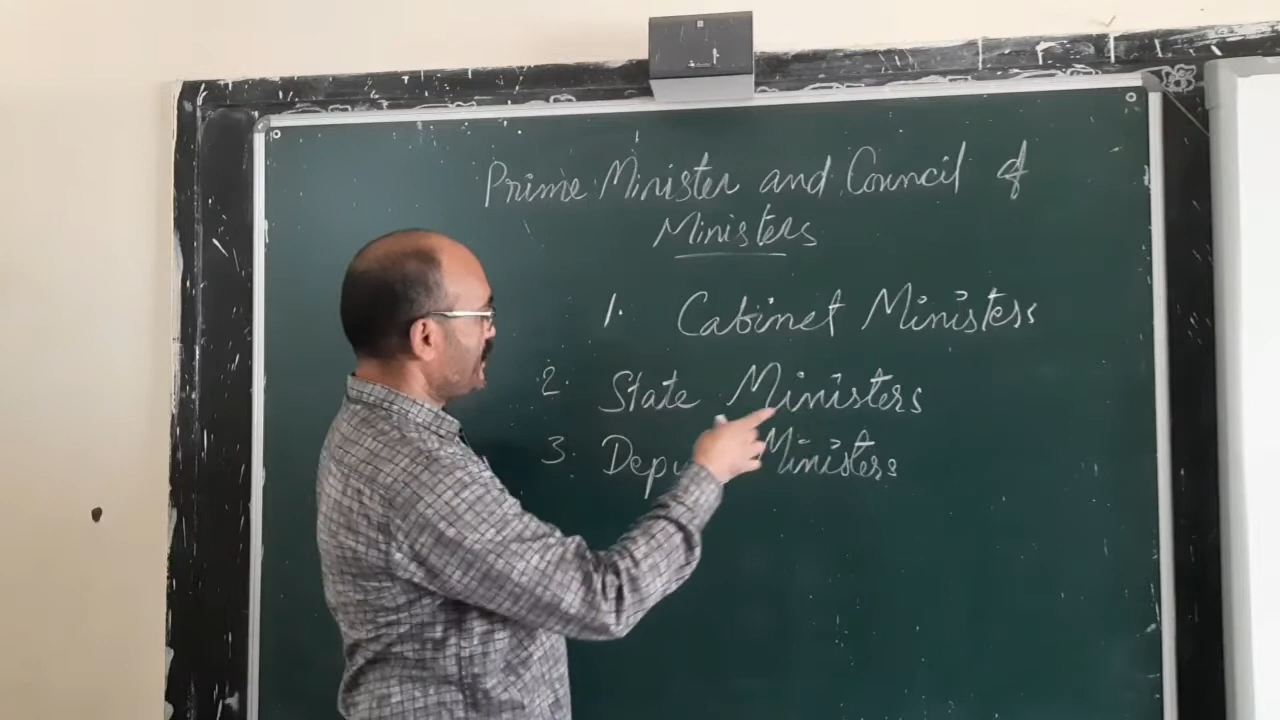 Prime Minister and Council of
Ministers
1. Cabinet Ministers
2. State Ministers
3. Ministers